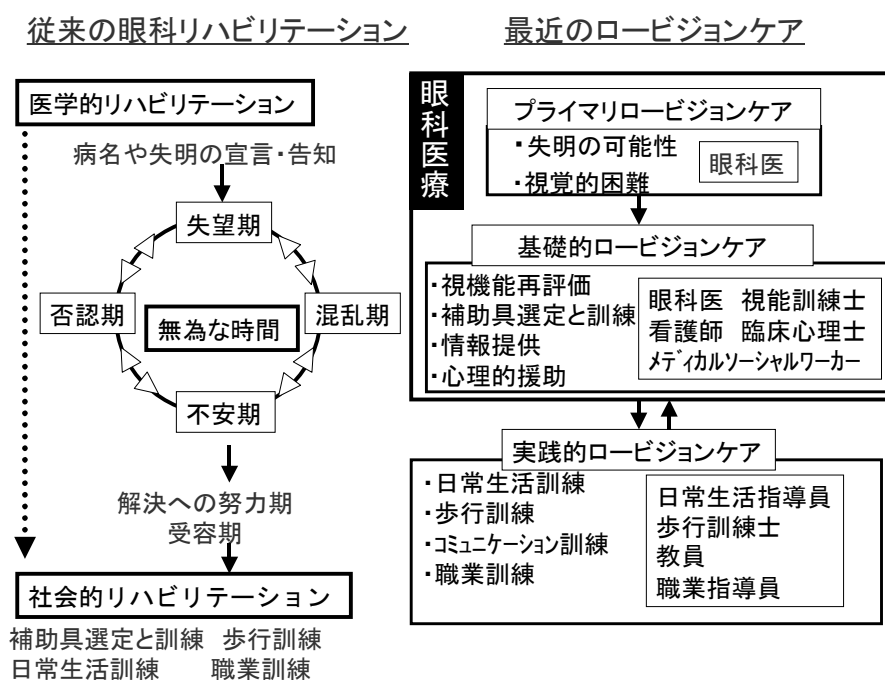 従来の眼科リハビリテーション
医学的リハビリテーション
病名や失明の宣言・告知
失望期
否認期
無為な時間
混乱期
不安期
解決への努力期
受容期
社会的リハビリテーション
補助具選定と訓練 歩行訓練
日常生活訓練 職業訓練
最近のロービジョンケア
眼科医療
プライマリロービジョンケア
・失明の可能性
・視覚的困難
眼科医
基礎的ロービジョンケア
・視機能再評価
・補助具選定と訓練
・情報提供
・心理的援助
眼科医 視能訓練士
看護師 臨床心理士
メディカルソーシャルワーカー
実践的ロービジョンケア
・日常生活訓練
・歩行訓練
・コミュニケーション訓練
・職業訓練
日常生活指導員
歩行訓練士
教員
職業指導員